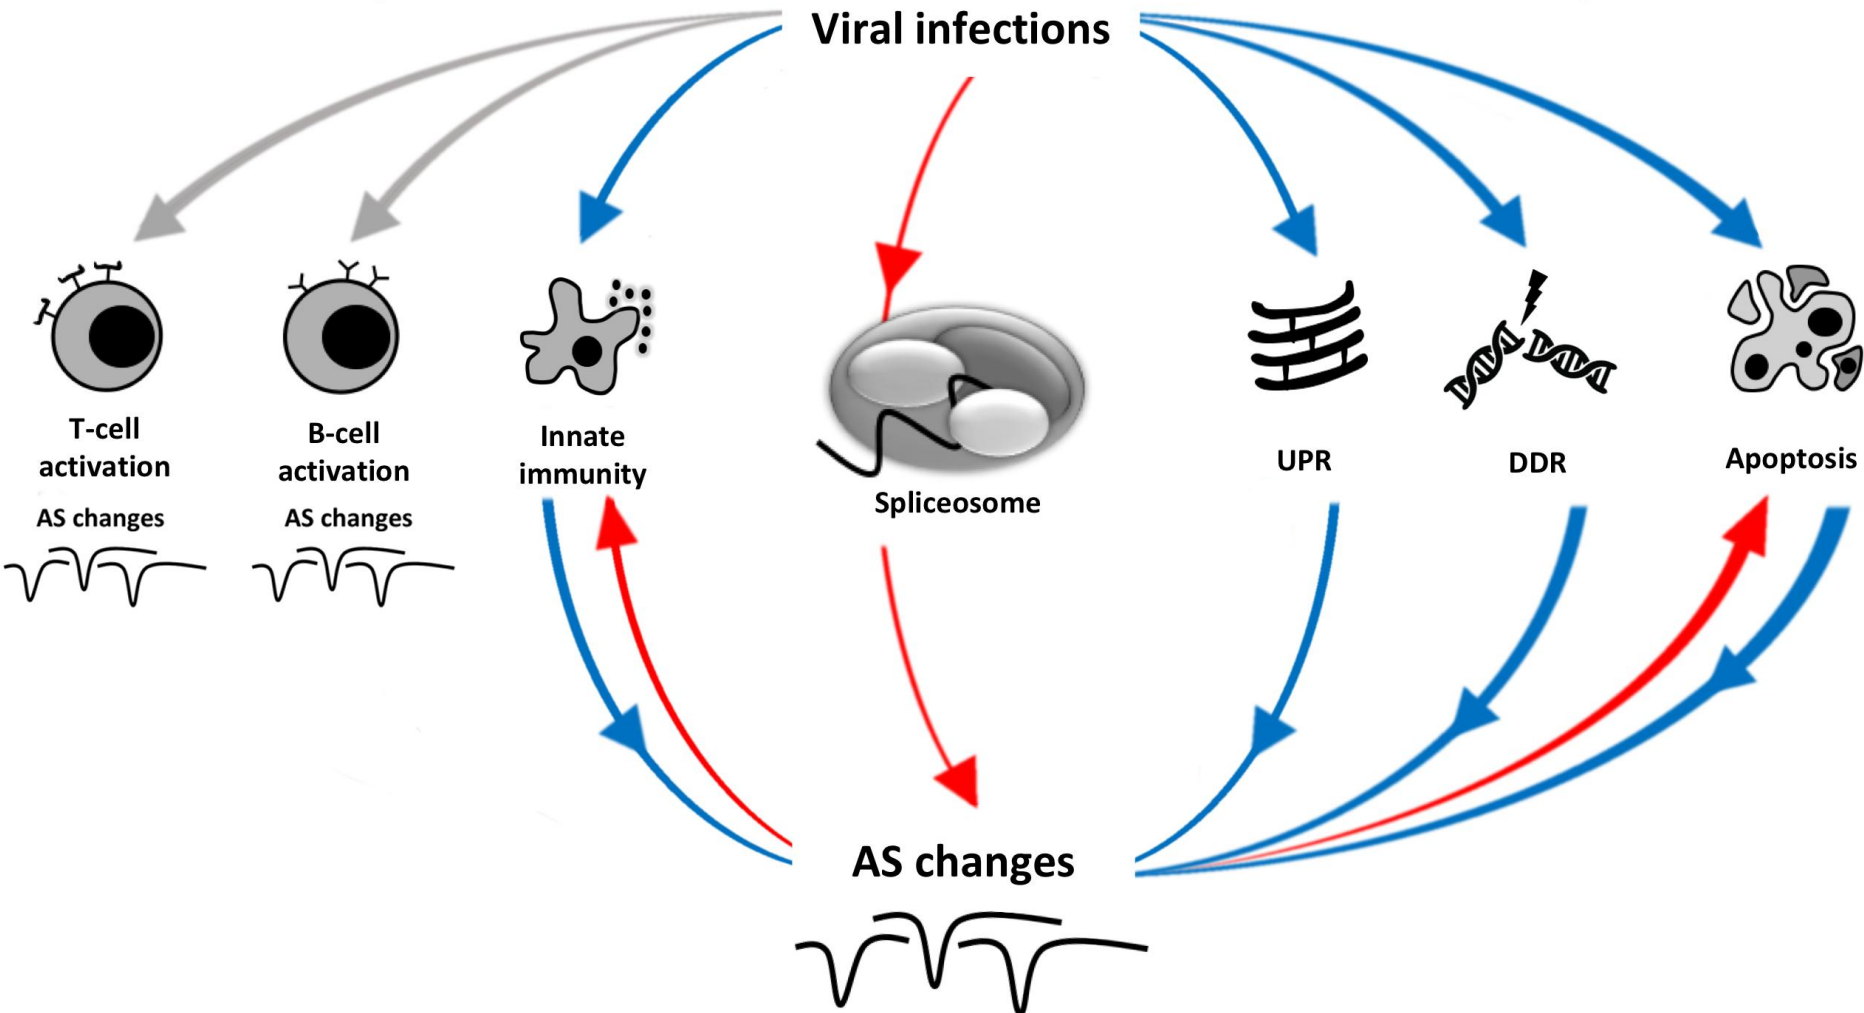 Viral infections
T-cell
activation
AS changes
B-cell
activation
AS changes
Innate
immunity
Spliceosome
UPR
DDR
Apoptosis
AS changes